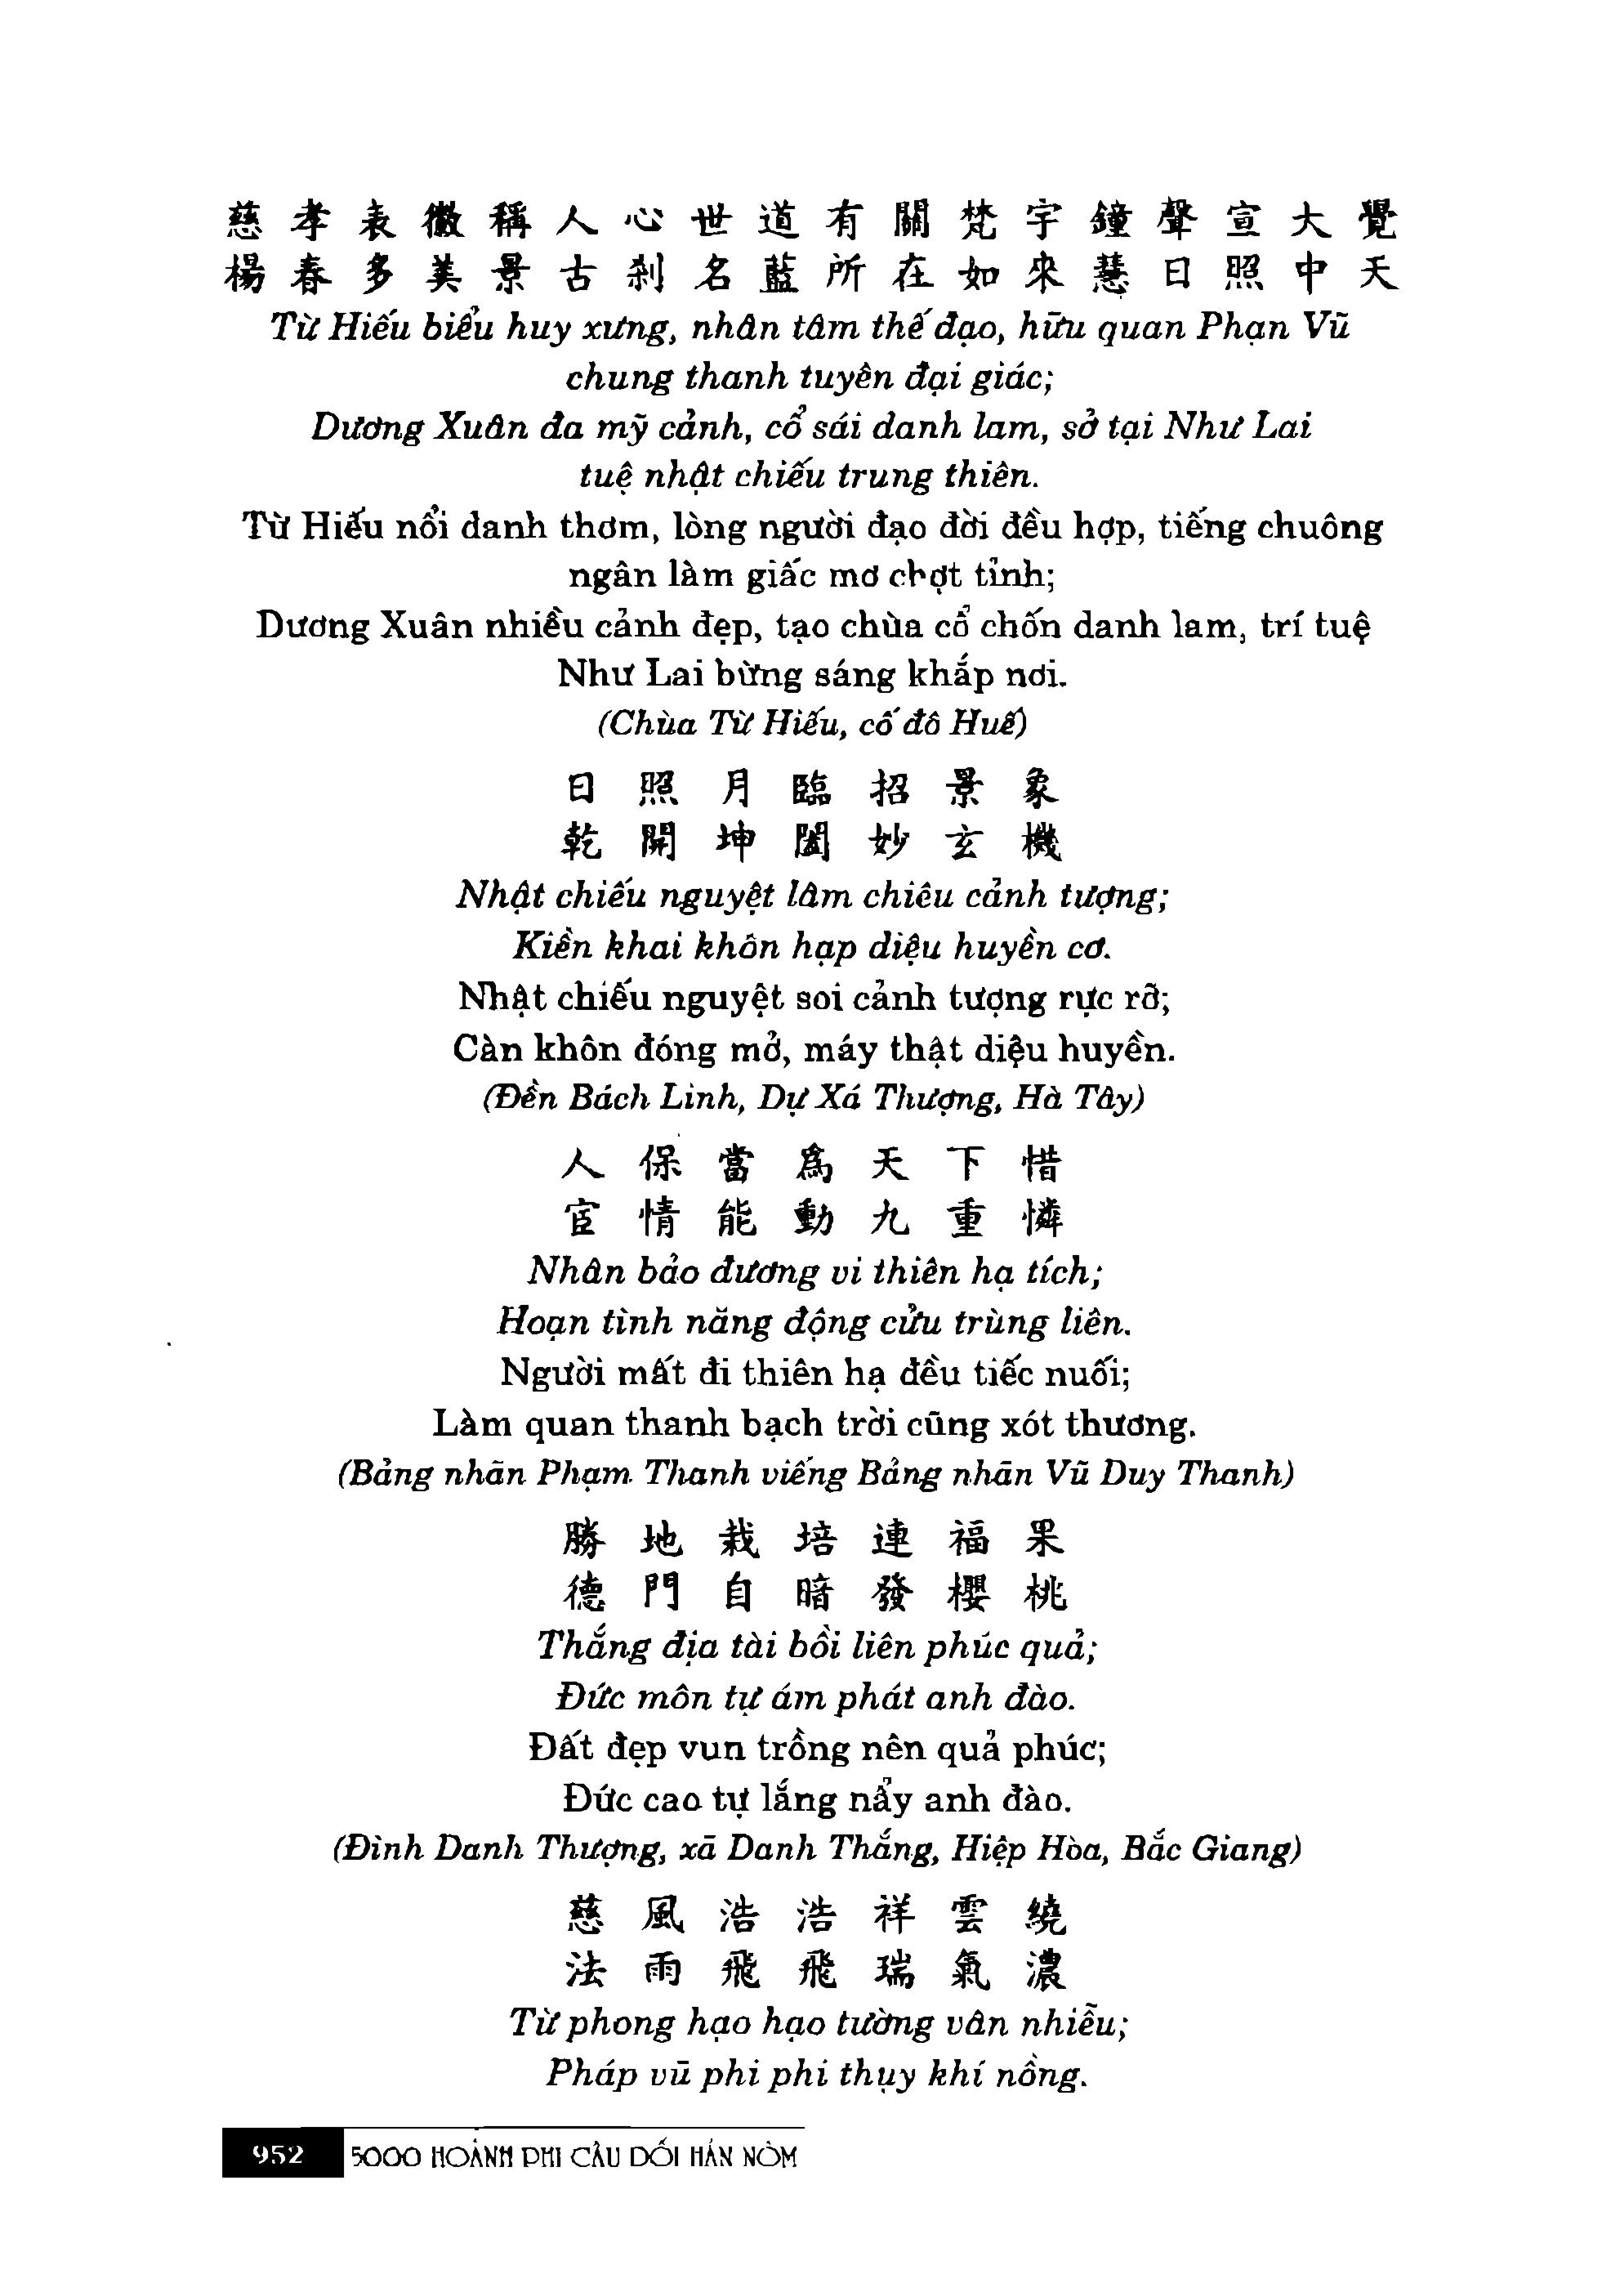 慈孝表徽稱人心世道有關梵宇鐘聲宣大覺
楊春多美景古剎名藍所在如來慧日照中天
Từ Hiếu biểu huy xưng, nhân tâm thế đạo, hữu quan Phạn Vũ
chung thanh tuyên đại giác;
Dương Xuân đa mỹ cảnh, cổ sái danh lam, sở tại Như Lai
tuệ nhật chiếu trung thiên.
Từ Hiếu nổi danh thơm, lòng người đạo đời đều hợp, tiếng chuông
ngân làm giấc mơ chợt tỉnh;
Dương Xuân nhiều cảnh đẹp, tạo chùa cổ chốn danh lam, trí tuệ
Như Lai bừng sáng khắp nơi.
(Chùa Từ Hiếu, cố đô Huế)
日照月臨招景象
乾開坤闔妙玄機
Nhật chiếu nguyệt lâm chiêu cảnh tượng;
Kiền khai khôn hạp diệu huyền cơ.
Nhật chiếu nguyệt soi cảnh tượng rực rỡ;
Càn khôn đóng mở, máy thật diệu huyền.
(Đền Bách Linh, Dự Xá Thượng, Hà Tây)
人保當為天下惜
宦情能動九重憐
Nhân bảo đương vi thiên hạ tích;
Hoạn tình năng động cửu trùng liên.
Người mất đi thiên hạ đều tiếc nuối;
Làm quan thanh bạch trời cũng xót thương.
(Bảng nhãn Phạm Thanh viếng Bảng nhãn Vũ Duy Thanh)
勝地栽培連福果
德門自暗發櫻桃
Thắng địa tài bồi liên phúc quả;
Đức môn tự ám phát anh đào.
Đất đẹp vun trồng nên quả phúc;
Đức cao tự lắng nẩy anh đào.
(Đình Danh Thượng, xã Danh Thắng, Hiệp Hòa, Bắc Giang)
慈風浩浩祥雲繞
法雨飛飛瑞氣濃
Từ phong hạo hạo tường vân nhiễu;
Pháp vũ phi phi thụy khí nồng.
952 5000 HOÀNH PHI CÂU ĐỐI HÁN NÔM